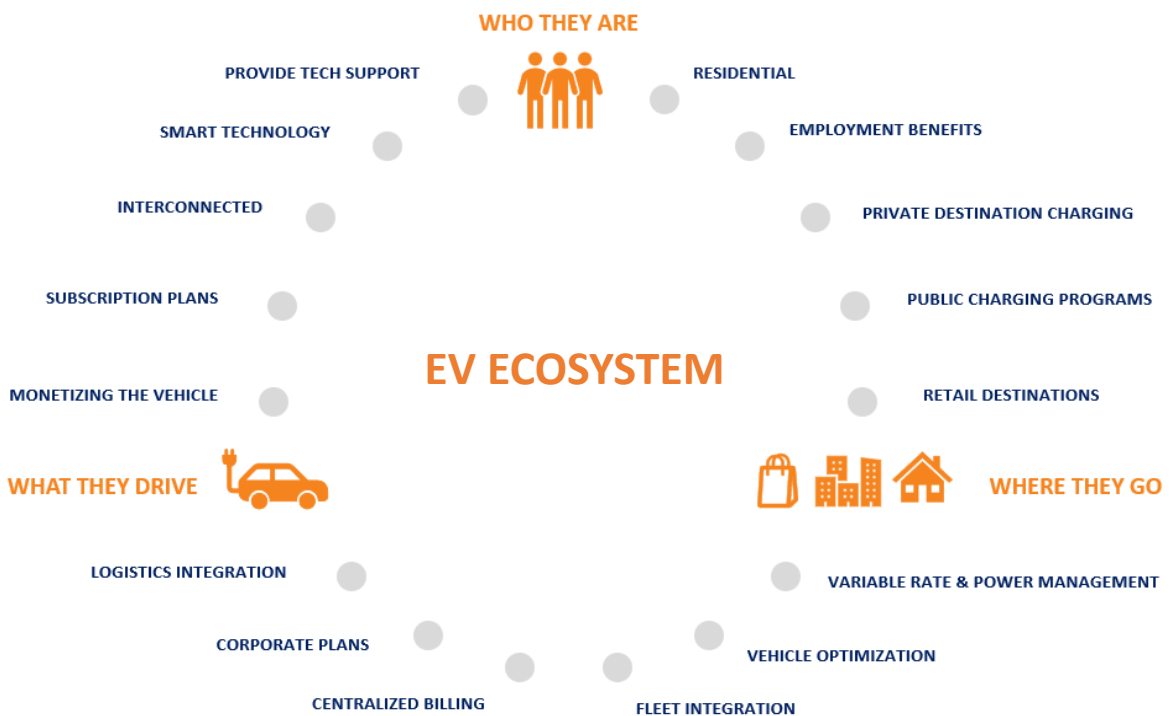 WHO THEY ARE
PROVIDE TECH SUPPORT
RESIDENTIAL
SMART TECHNOLOGY
EMPLOYMENT BENEFITS
INTERCONNECTED
PRIVATE DESTINATION CHARGING
SUBSCRIPTION PLANS
PUBLIC CHARGING PROGRAMS
EV ECOSYSTEM
MONETIZING THE VEHICLE
RETAIL DESTINATIONS
WHAT THEY DRIVE
WHERE THEY GO
LOGISTICS INTEGRATION
VARIABLE RATE & POWER MANAGEMENT
CORPORATE PLANS
VEHICLE OPTIMIZATION
CENTRALIZED BILLING
FLEET INTEGRATION